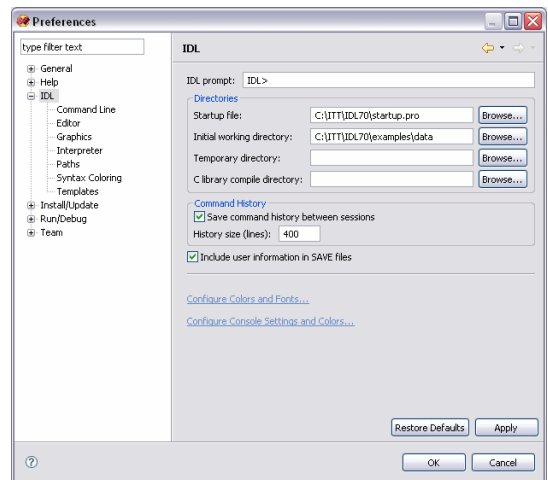 Preferences
type filter text
IDL
General
Help
IDL
Command Line
Editor
Graphics
Interpreter
Paths
Syntax Coloring
Templates
Install/Update
Run/Debug
Team
IDL prompt: IDL>
Directories
Startup file: C:\ITT\IDL70\startup.pro Browse...
Initial working directory: C:\ITT\IDL70\examples\data Browse...
Temporary directory: Browse...
C library compile directory: Browse...
Command History
Save command history between sessions
History size (lines): 400
Include user information in SAVE files
Configure Colors and Fonts...
Configure Console Settings and Colors...
Restore Defaults Apply
? OK Cancel